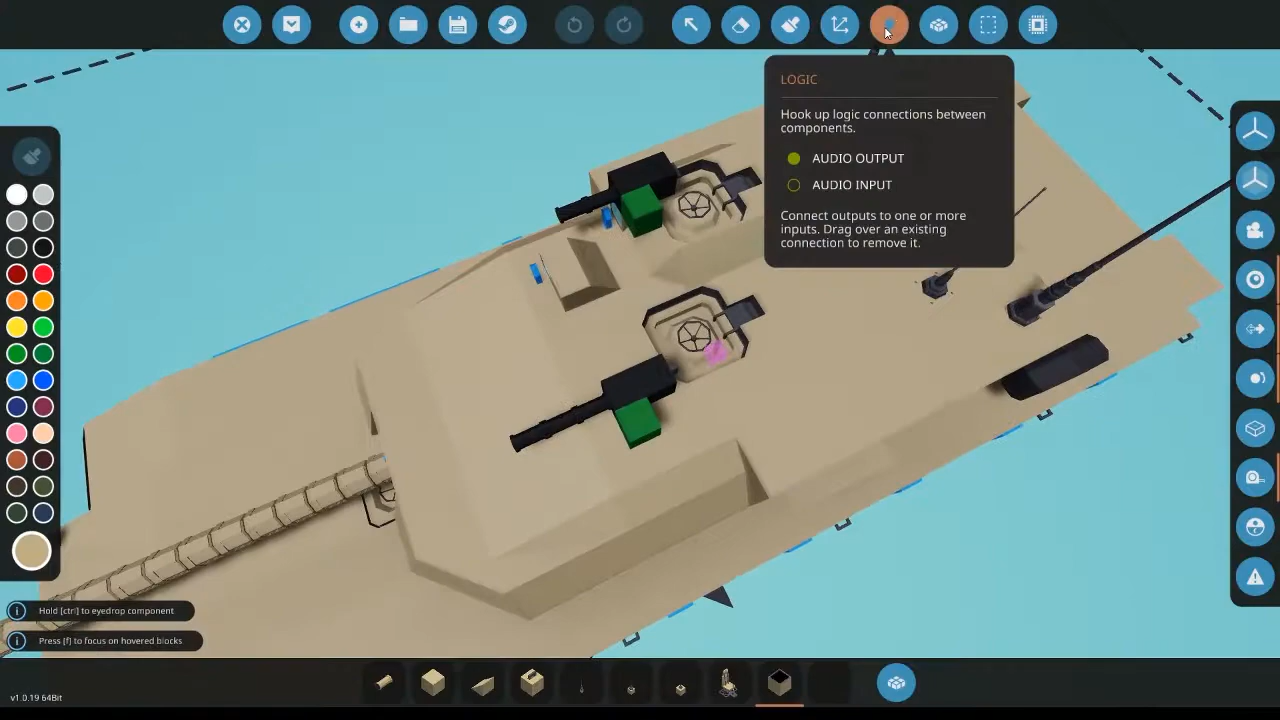 LOGIC
Hook up logic connections between
components.
AUDIO OUTPUT
AUDIO INPUT
Connect outputs to one or more
inputs. Drag over an existing
connection to remove it.
Hold [ctrl] to eyedrop component
Press [f] to focus on hovered blocks
v1.0.19 64Bit